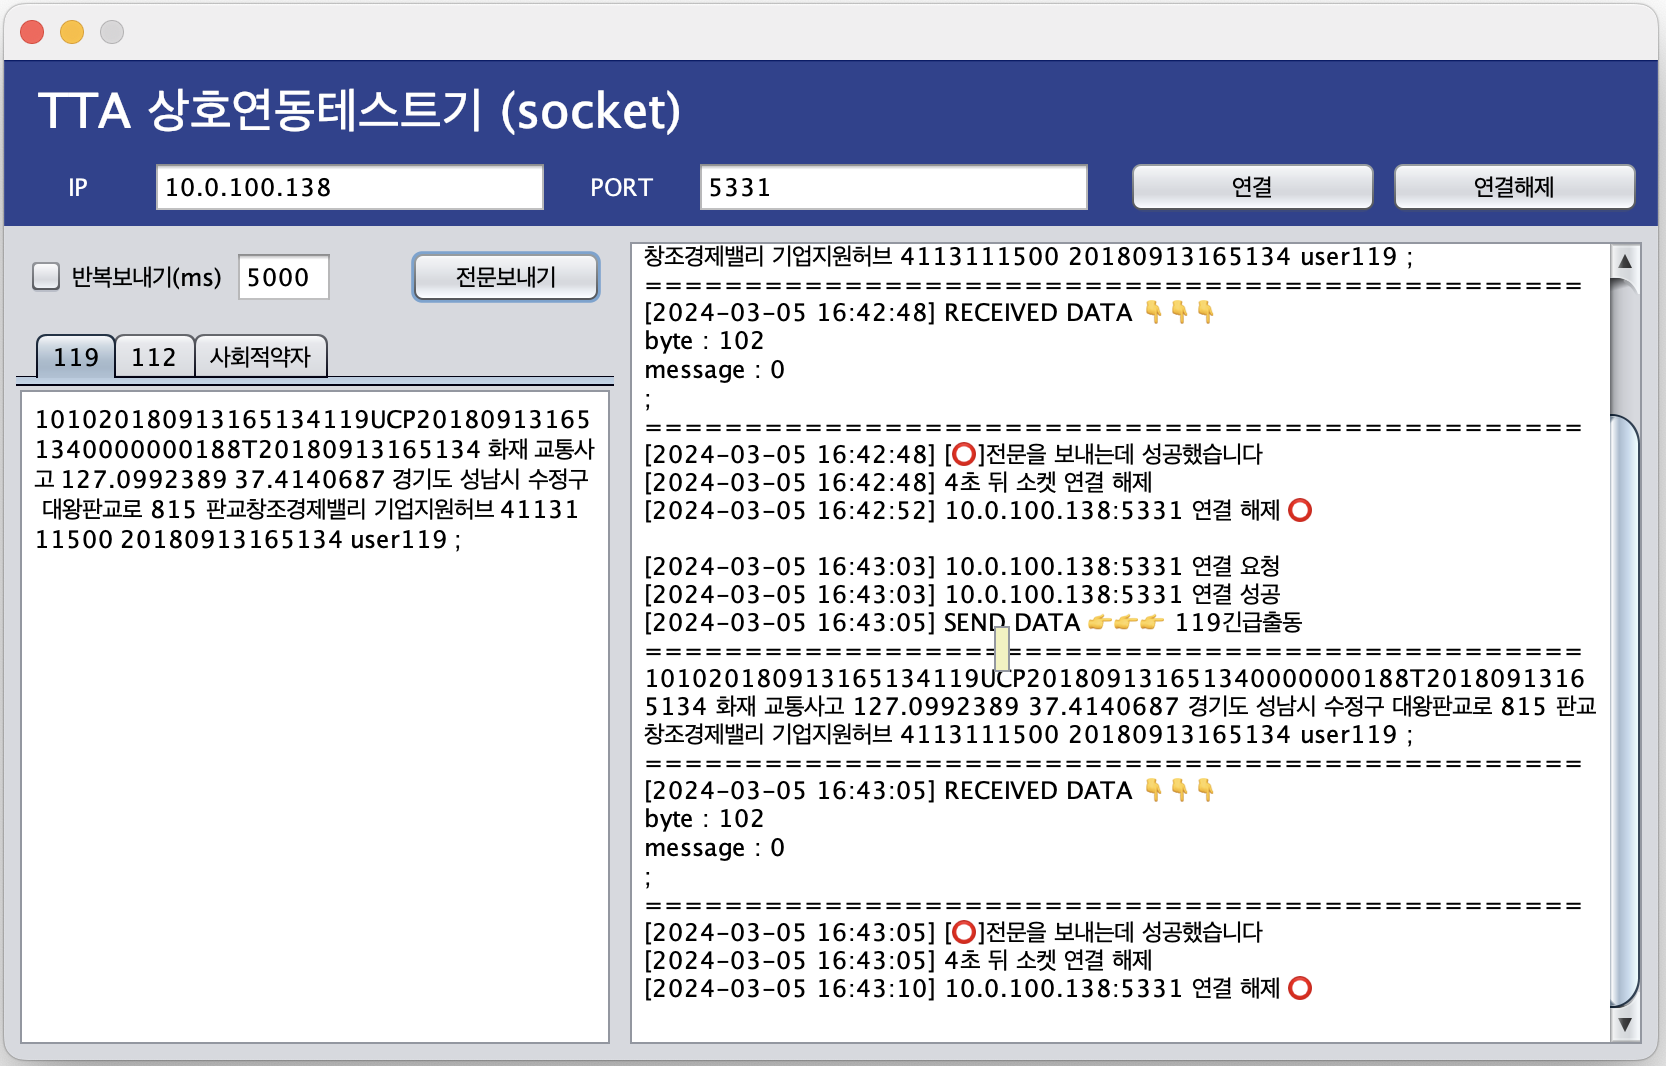 TTA 상호연동테스트기 (socket)
IP 10.0.100.138 PORT 5331 연결 연결해제
반복보내기(ms) 5000 전문보내기
119 112 사회적약자
101020180913165134119UCP20180913165
1340000000188T20180913165134 화재 교통사
고 127.0992389 37.4140687 경기도 성남시 수정구
대왕판교로 815 판교창조경제밸리 기업지원허브 41131
11500 20180913165134 user119 ;
창조경제밸리 기업지원허브 4113111500 20180913165134 user119 ;
===============================================
[2024-03-05 16:42:48] RECEIVED DATA 👇👇👇
byte : 102
message : 0
;
===============================================
[2024-03-05 16:42:48] [⭕]전문을 보내는데 성공했습니다
[2024-03-05 16:42:48] 4초 뒤 소켓 연결 해제
[2024-03-05 16:42:52] 10.0.100.138:5331 연결 해제 ⭕
[2024-03-05 16:43:03] 10.0.100.138:5331 연결 요청
[2024-03-05 16:43:03] 10.0.100.138:5331 연결 성공
[2024-03-05 16:43:05] SEND DATA 👉👉👉 119긴급출동
===============================================
101020180913165134119UCP201809131651340000000188T2018091316
5134 화재 교통사고 127.0992389 37.4140687 경기도 성남시 수정구 대왕판교로 815 판교
창조경제밸리 기업지원허브 4113111500 20180913165134 user119 ;
===============================================
[2024-03-05 16:43:05] RECEIVED DATA 👇👇👇
byte : 102
message : 0
;
===============================================
[2024-03-05 16:43:05] [⭕]전문을 보내는데 성공했습니다
[2024-03-05 16:43:05] 4초 뒤 소켓 연결 해제
[2024-03-05 16:43:10] 10.0.100.138:5331 연결 해제 ⭕